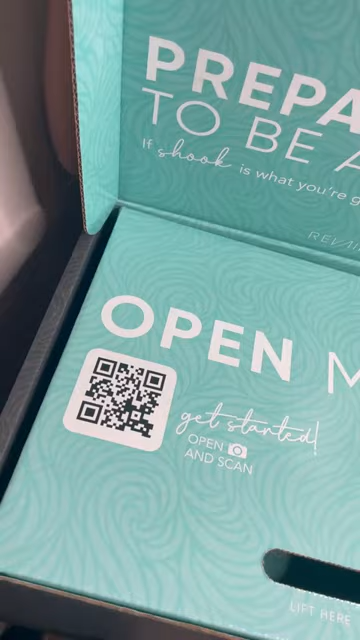 PREPA
TO BE A
If shook is what you're g
OPEN M
get started!
OPEN
AND SCAN
LIFT HERE